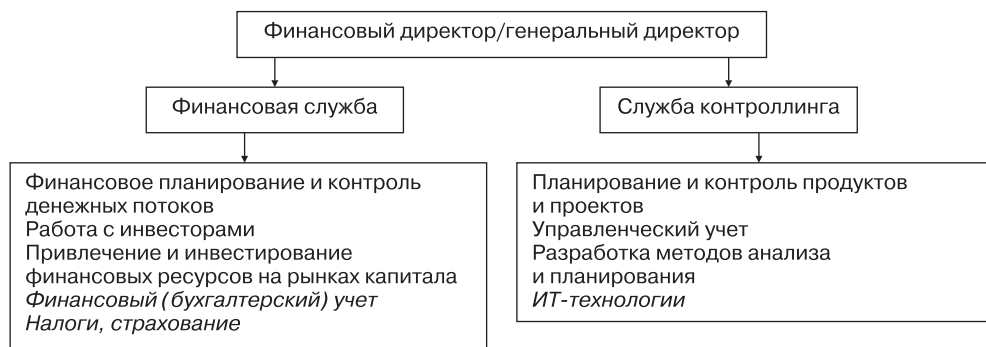 Финансовый директор/генеральный директор
Финансовая служба
Служба контроллинга
Финансовое планирование и контроль
денежных потоков
Работа с инвесторами
Привлечение и инвестирование
финансовых ресурсов на рынках капитала
Финансовый (бухгалтерский) учет
Налоги, страхование
Планирование и контроль продуктов
и проектов
Управленческий учет
Разработка методов анализа
и планирования
ИТ-технологии